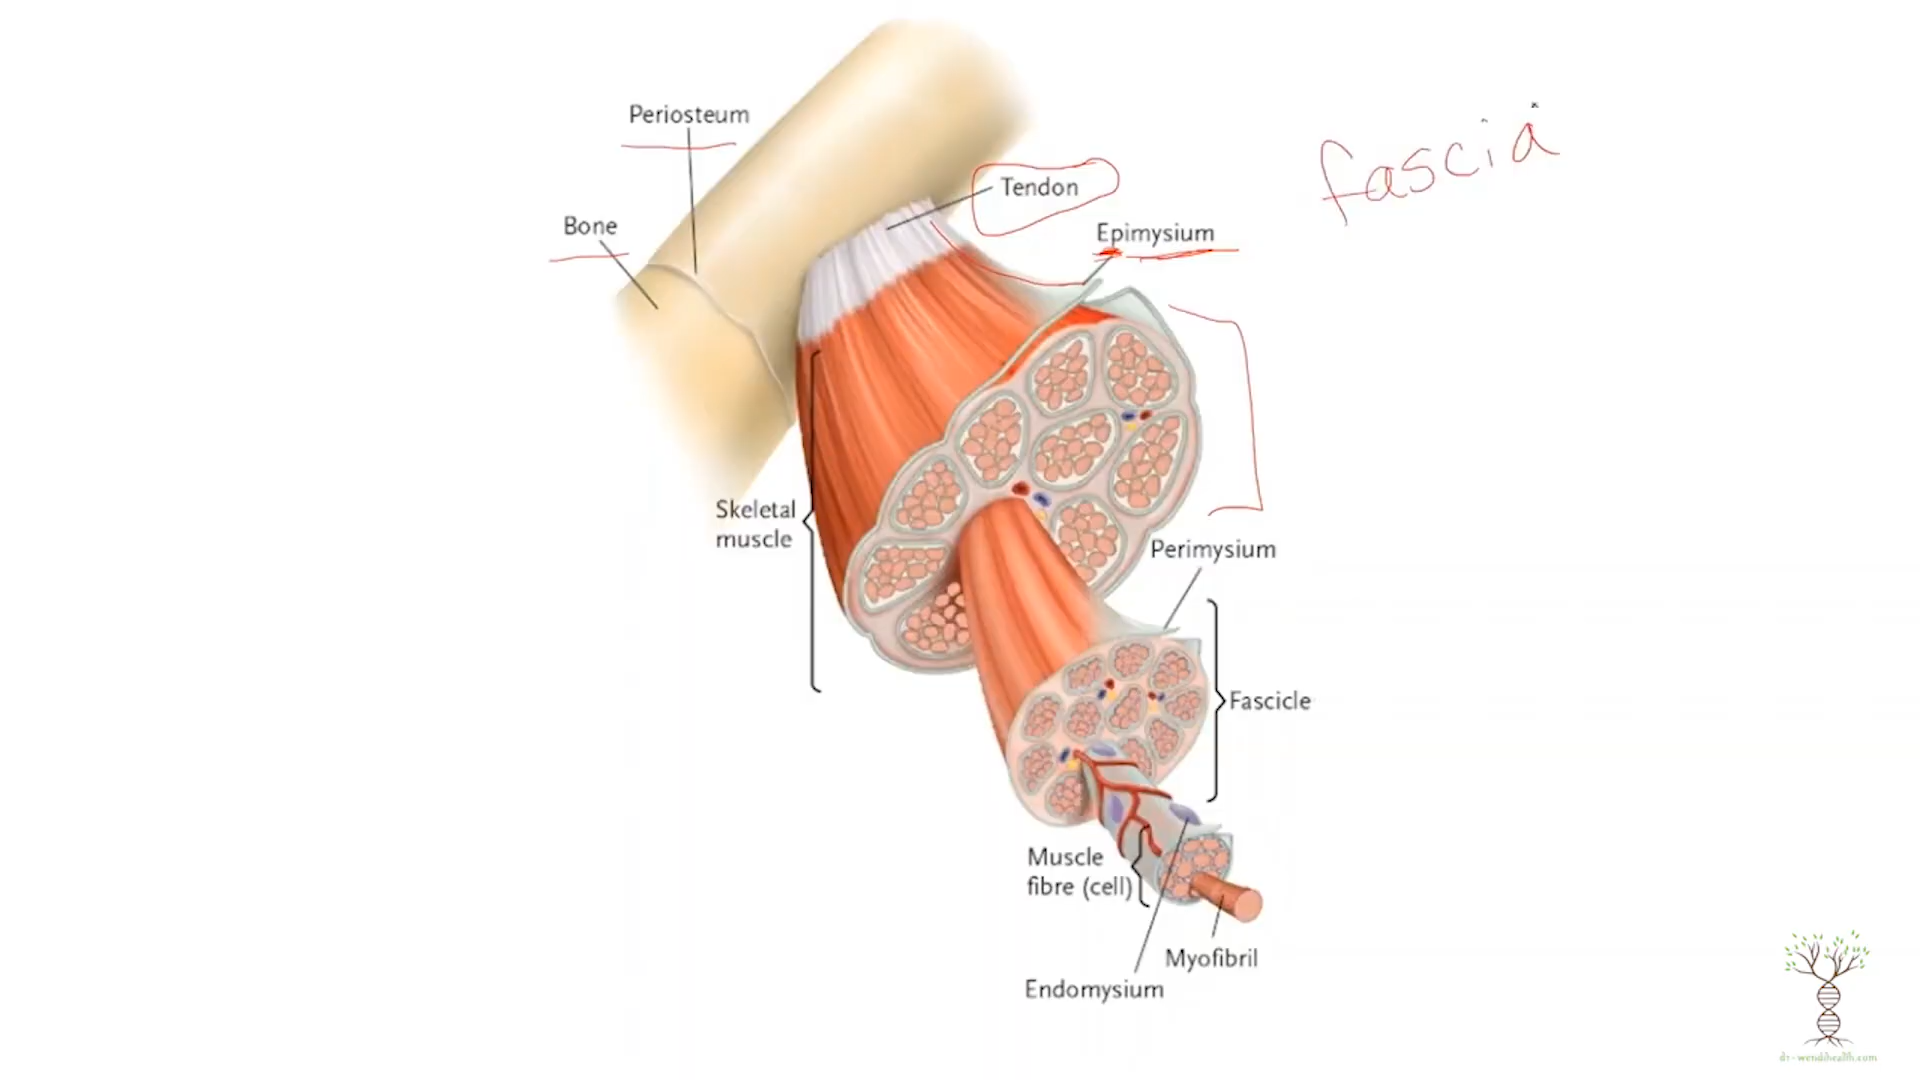 Periosteum
fascia
Tendon
Bone
Epimysium
Skeletal
muscle
Perimysium
Fascicle
Muscle
fibre (cell)
Myofibril
Endomysium
dr-wendihealth.com